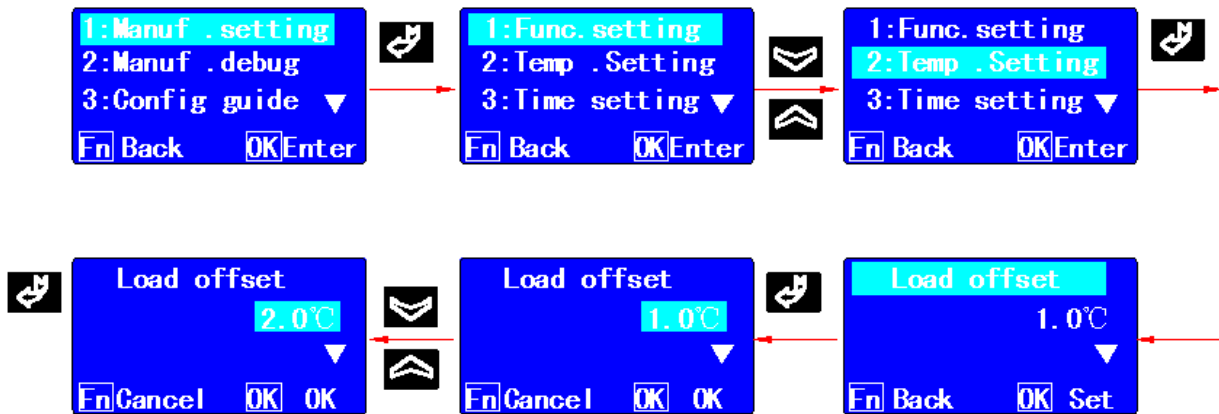 1:Manuf .setting
2:Manuf .debug
3:Config guide ▼
Fn Back OK Enter
1:Func.setting
2:Temp .Setting
3:Time setting ▼
Fn Back OK Enter
1:Func.setting
2:Temp .Setting
3:Time setting ▼
Fn Back OK Enter
Load offset
2.0℃
▼
Fn Cancel OK OK
Load offset
1.0℃
▼
Fn Cancel OK OK
Load offset
1.0℃
▼
Fn Back OK Set